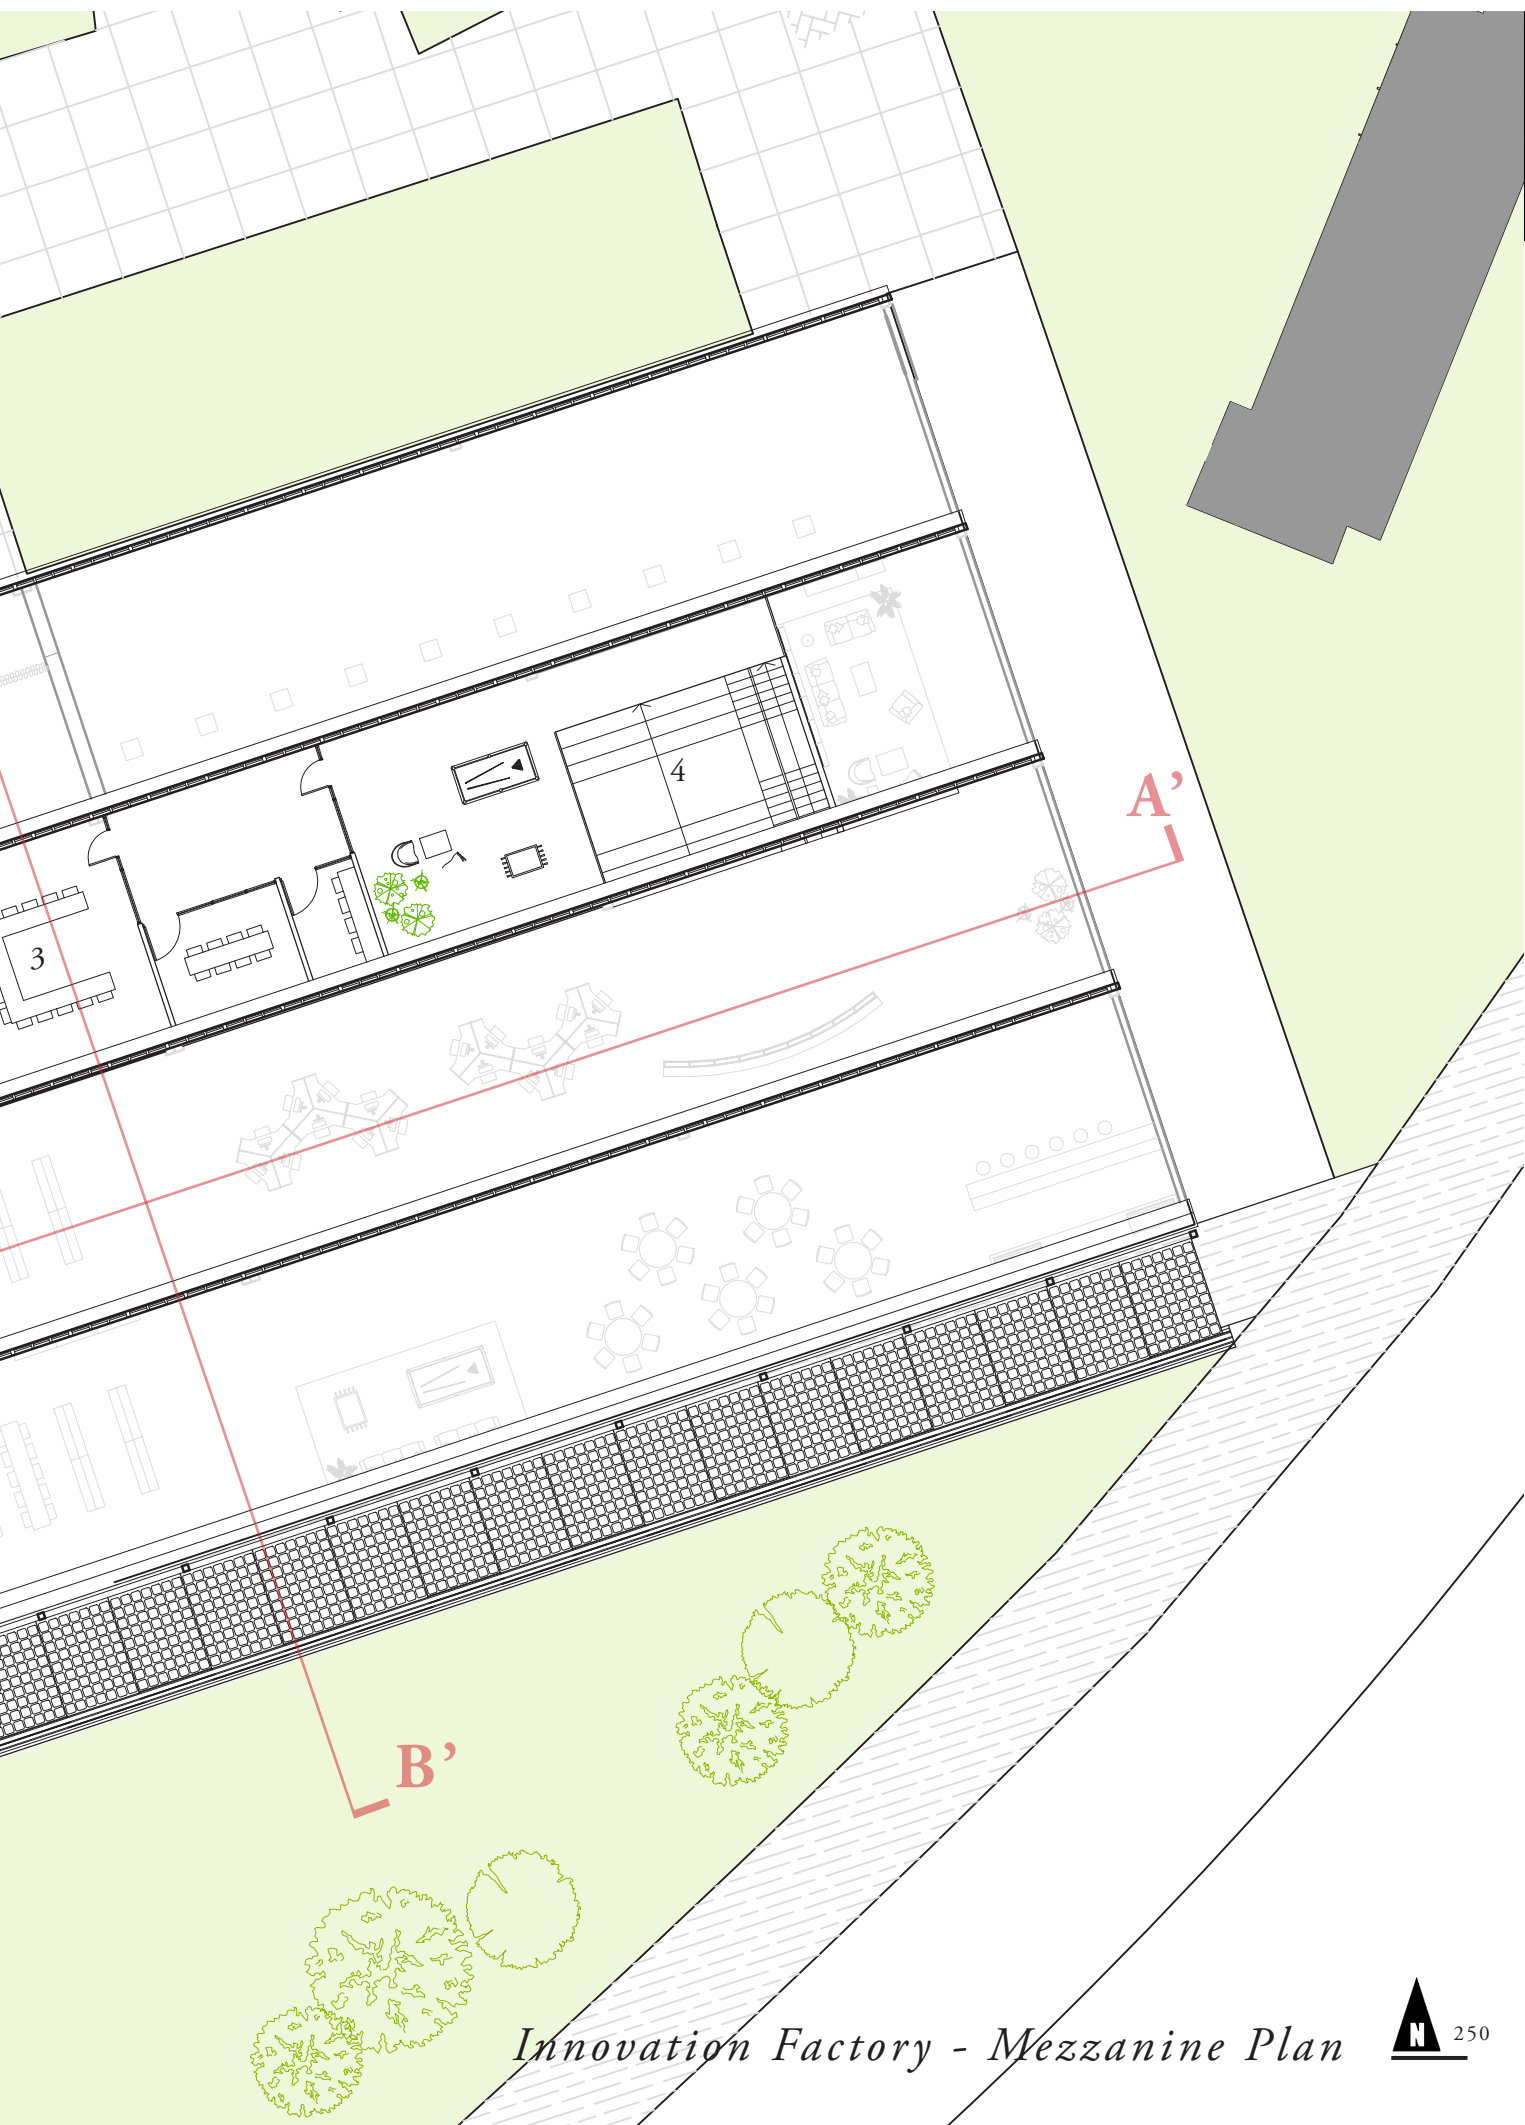 4
A’
3
B’
Innovation Factory - Mezzanine Plan
N
250